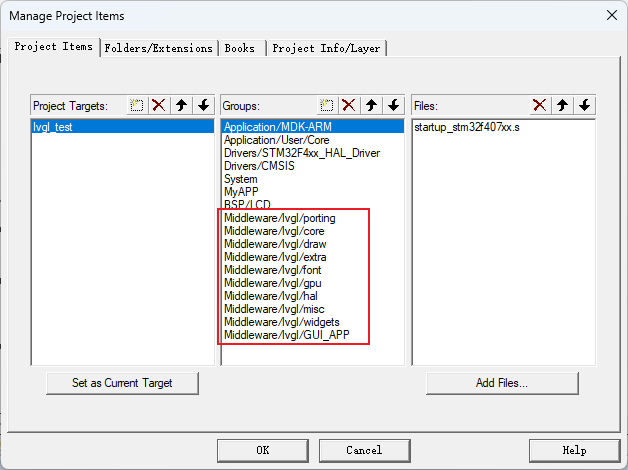 Manage Project Items
Project Items Folders/Extensions Books Project Info/Layer
Project Targets: Groups: Files:
lvgl_test
Application/MDK-ARM
Application/User/Core
Drivers/STM32F4xx_HAL_Driver
Drivers/CMSIS
System
MyAPP
BSP/LCD
Middleware/lvgl/porting
Middleware/lvgl/core
Middleware/lvgl/draw
Middleware/lvgl/extra
Middleware/lvgl/font
Middleware/lvgl/gpu
Middleware/lvgl/hal
Middleware/lvgl/misc
Middleware/lvgl/widgets
Middleware/lvgl/GUI_APP
startup_stm32f407xx.s
Set as Current Target Add Files...
OK Cancel Help